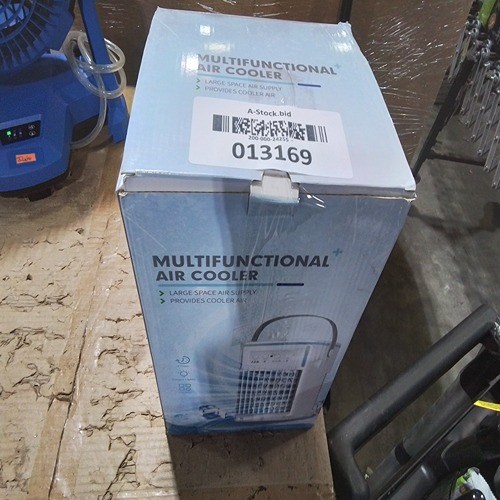 MULTIFUNCTIONAL
AIR COOLER
LARGE SPACE AIR SUPPLY
PROVIDES COOLER AIR
A-Stock.bid
013169
MULTIFUNCTIONAL
AIR COOLER
LARGE SPACE AIR SUPPLY
PROVIDES COOLER AIR